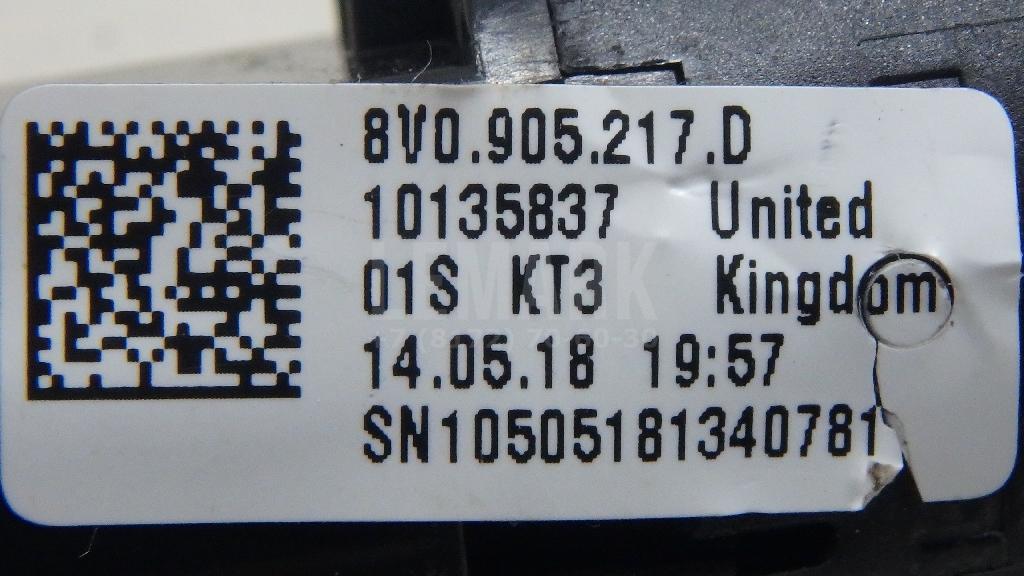 8V0.905.217.D
10135837 United
01S KT3 Kingdom
14.05.18 19:57
SN10505181340781